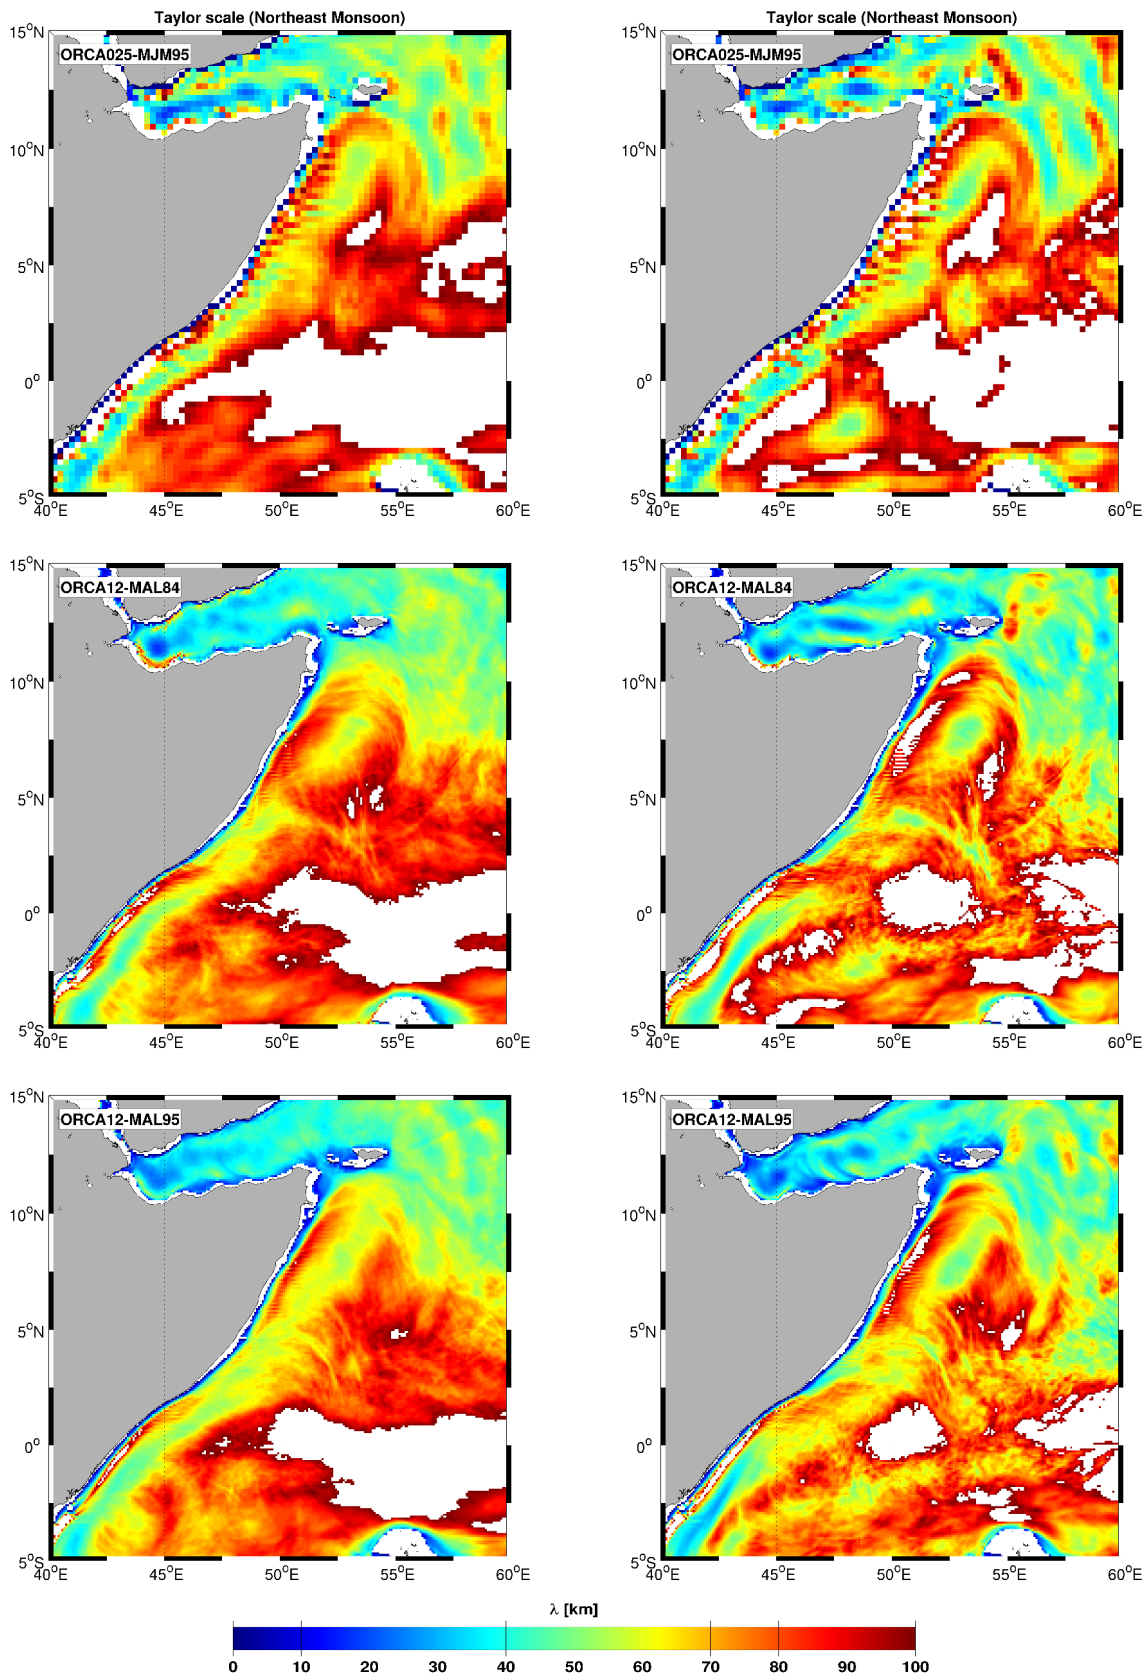 Taylor scale (Northeast Monsoon) Taylor scale (Northeast Monsoon)
15°N 15°N
ORCA025-MJM95 ORCA025-MJM95
10°N 10°N
5°N 5°N
0° 0°
5°S 5°S
40°E 45°E 50°E 55°E 60°E 40°E 45°E 50°E 55°E 60°E
15°N 15°N
ORCA12-MAL84 ORCA12-MAL84
10°N 10°N
5°N 5°N
0° 0°
5°S 5°S
40°E 45°E 50°E 55°E 60°E 40°E 45°E 50°E 55°E 60°E
15°N 15°N
ORCA12-MAL95 ORCA12-MAL95
10°N 10°N
5°N 5°N
0° 0°
5°S 5°S
40°E 45°E 50°E 55°E 60°E 40°E 45°E 50°E 55°E 60°E
λ [km]
0 10 20 30 40 50 60 70 80 90 100